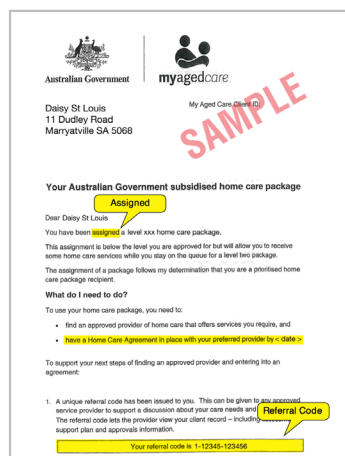 Australian Government
myagedcare
Daisy St Louis
11 Dudley Road
Marryatville SA 5068
My Aged Care Client ID:
SAMPLE
Your Australian Government subsidised home care package
Assigned
Dear Daisy St Louis
You have been assigned a level xxx home care package.
This assignment is below the level you are approved for but will allow you to receive
some home care services while you stay on the queue for a level two package.
The assignment of a package follows my determination that you are a prioritised home
care package recipient.
What do I need to do?
To use your home care package, you need to:
• find an approved provider of home care that offers services you require, and
• have a Home Care Agreement in place with your preferred provider by < date >
To support your next steps of finding an approved provider and entering into an
agreement:
1. A unique referral code has been issued to you. This can be given to any approved
service provider to support a discussion about your care needs and
Referral Code
The referral code lets the provider view your client record – including
support plan and approvals information.
Your referral code is 1-12345-123456